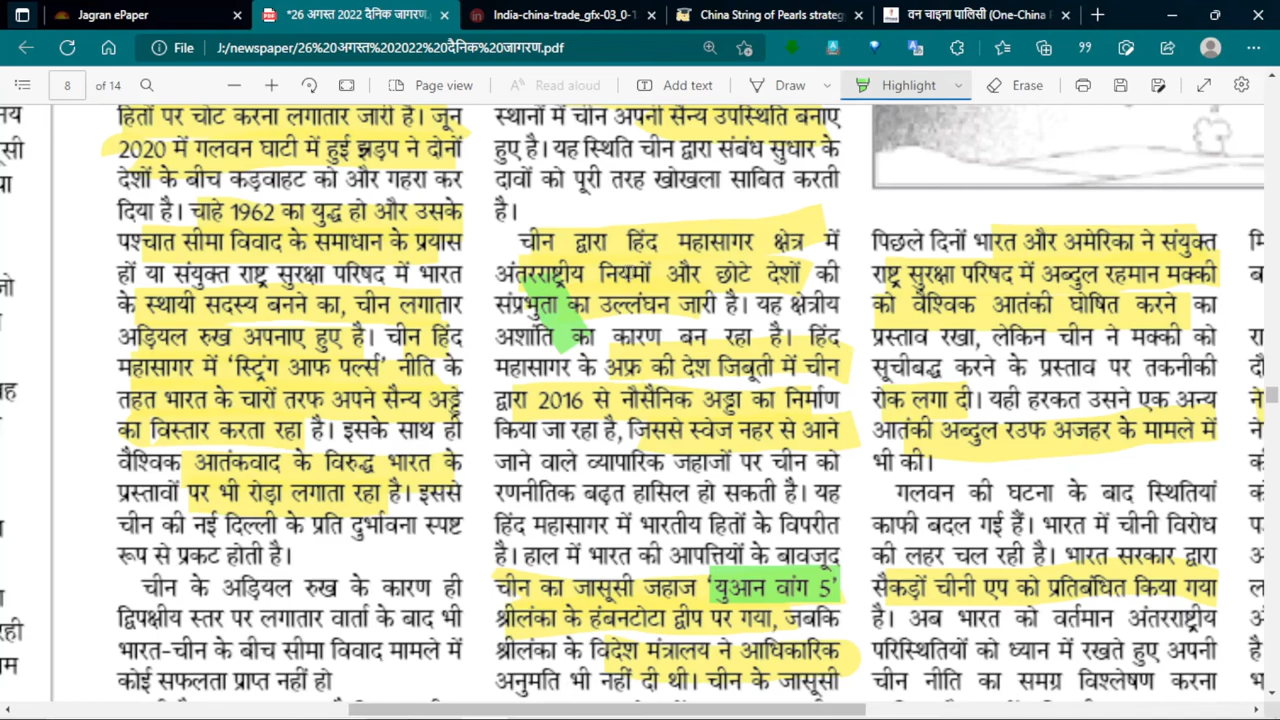 Jagran ePaper
*26 अगस्त 2022 दैनिक जागरण.pdf
India-china-trade_gfx-03_0-1
China String of Pearls strateg
वन चाइना पालिसी (One-China P
File
J:/newspaper/26%20अगस्त%202022%20दैनिक%20जागरण.pdf
8 of 14
Page view
Read aloud
Add text
Draw
Highlight
Erase
हितों पर चोट करना लगातार जारी है। जून
2020 में गलवन घाटी में हुई झड़प ने दोनों
देशों के बीच कड़वाहट को और गहरा कर
दिया है। चाहे 1962 का युद्ध हो और उसके
पश्चात सीमा विवाद के समाधान के प्रयास
हों या संयुक्त राष्ट्र सुरक्षा परिषद में भारत
के स्थायी सदस्य बनने का, चीन लगातार
अड़ियल रुख अपनाए हुए है। चीन हिंद
महासागर में ‘स्ट्रिंग आफ पर्ल्स’ नीति के
तहत भारत के चारों तरफ अपने सैन्य अड्डे
का विस्तार करता रहा है। इसके साथ ही
वैश्विक आतंकवाद के विरुद्ध भारत के
प्रस्तावों पर भी रोड़ा लगाता रहा है। इससे
चीन की नई दिल्ली के प्रति दुर्भावना स्पष्ट
रूप से प्रकट होती है।
चीन के अड़ियल रुख के कारण ही
द्विपक्षीय स्तर पर लगातार वार्ता के बाद भी
भारत-चीन के बीच सीमा विवाद मामले में
कोई सफलता प्राप्त नहीं हो
स्थानों में चीन अपनी सैन्य उपस्थिति बनाए
हुए है। यह स्थिति चीन द्वारा संबंध सुधार के
दावों को पूरी तरह खोखला साबित करती
है।
चीन द्वारा हिंद महासागर क्षेत्र में
अंतरराष्ट्रीय नियमों और छोटे देशों की
संप्रभुता का उल्लंघन जारी है। यह क्षेत्रीय
अशांति का कारण बन रहा है। हिंद
महासागर के अफ्र की देश जिबूती में चीन
द्वारा 2016 से नौसैनिक अड्डा का निर्माण
किया जा रहा है, जिससे स्वेज नहर से आने
जाने वाले व्यापारिक जहाजों पर चीन को
रणनीतिक बढ़त हासिल हो सकती है। यह
हिंद महासागर में भारतीय हितों के विपरीत
है। हाल में भारत की आपत्तियों के बावजूद
चीन का जासूसी जहाज ‘युआन वांग 5’
श्रीलंका के हंबनटोटा द्वीप पर गया, जबकि
श्रीलंका के विदेश मंत्रालय ने आधिकारिक
अनुमति भी नहीं दी थी। चीन के जासूसी
पिछले दिनों भारत और अमेरिका ने संयुक्त
राष्ट्र सुरक्षा परिषद में अब्दुल रहमान मक्की
को वैश्विक आतंकी घोषित करने का
प्रस्ताव रखा, लेकिन चीन ने मक्की को
सूचीबद्ध करने के प्रस्ताव पर तकनीकी
रोक लगा दी। यही हरकत उसने एक अन्य
आतंकी अब्दुल रउफ अजहर के मामले में
भी की।
गलवन की घटना के बाद स्थितियां
काफी बदल गई हैं। भारत में चीनी विरोध
की लहर चल रही है। भारत सरकार द्वारा
सैकड़ों चीनी एप को प्रतिबंधित किया गया
है। अब भारत को वर्तमान अंतरराष्ट्रीय
परिस्थितियों को ध्यान में रखते हुए अपनी
चीन नीति का समग्र विश्लेषण करना